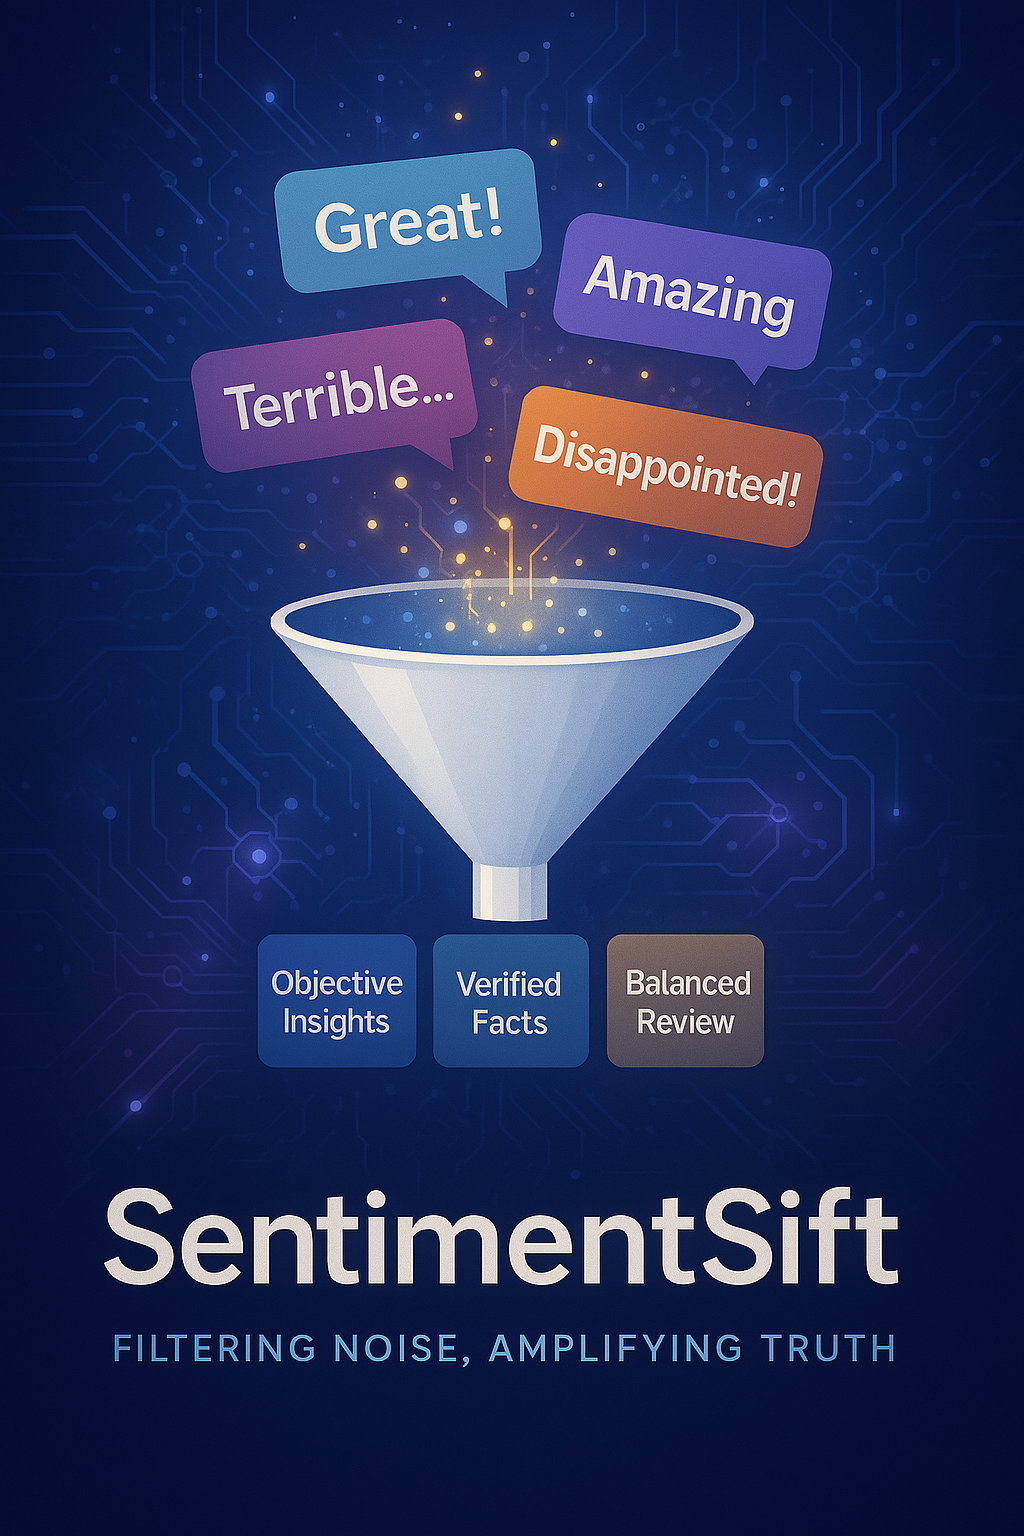 Great!
Amazing
Terrible...
Disappointed!
Objective
Insights
Verified
Facts
Balanced
Review
SentimentSift
FILTERING NOISE, AMPLIFYING TRUTH